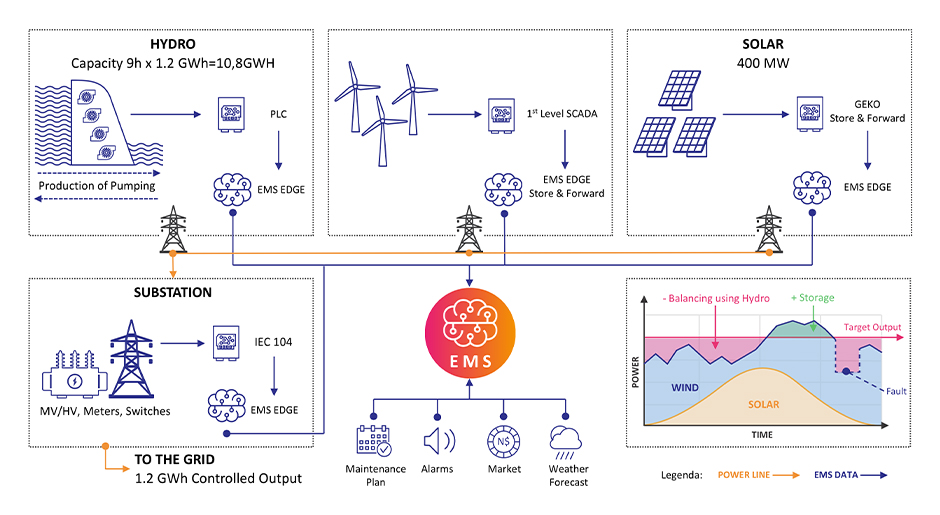 HYDRO
Capacity 9h x 1.2 GWh=10,8GWH
PLC
Production of Pumping
EMS EDGE
1st Level SCADA
EMS EDGE
Store & Forward
SOLAR
400 MW
GEKO
Store & Forward
EMS EDGE
SUBSTATION
IEC 104
MV/HV, Meters, Switches
EMS EDGE
TO THE GRID
1.2 GWh Controlled Output
EMS
Maintenance
Plan
Alarms
N$
Market
Weather
Forecast
- Balancing using Hydro
+ Storage
Target Output
POWER
WIND
Fault
SOLAR
TIME
Legenda:
POWER LINE
EMS DATA